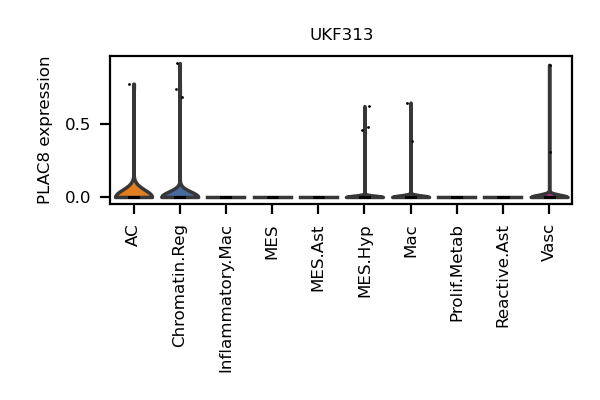 UKF313
PLAC8 expression
0.5
0.0
AC
Chromatin.Reg
Inflammatory.Mac
MES
MES.Ast
MES.Hyp
Mac
Prolif.Metab
Reactive.Ast
Vasc